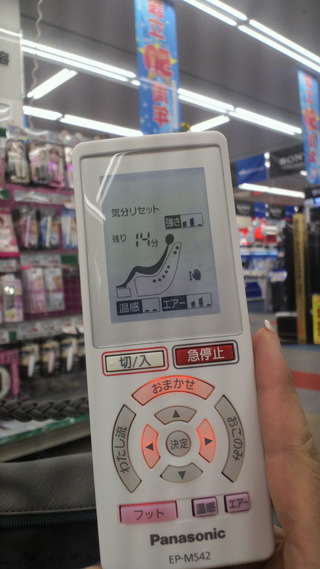 気分リセット
強さ
残り 14分
温感 エアー
切/入
急停止
おまかせ
わたし流
決定
おこのみ
フット
温感
エアー
Panasonic
EP-MS42